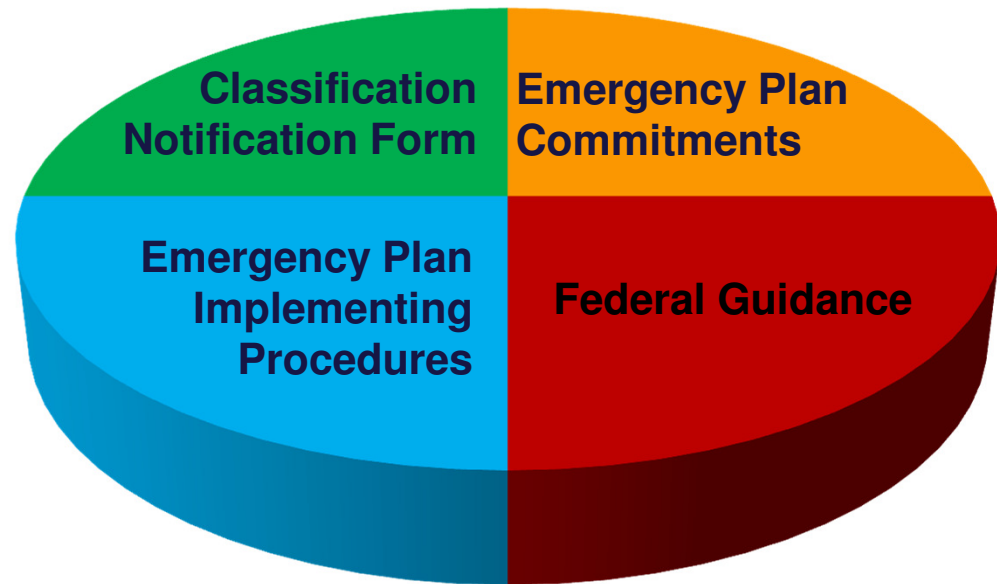 Classification
Notification Form
Emergency Plan
Commitments
Emergency Plan
Implementing
Procedures
Federal Guidance